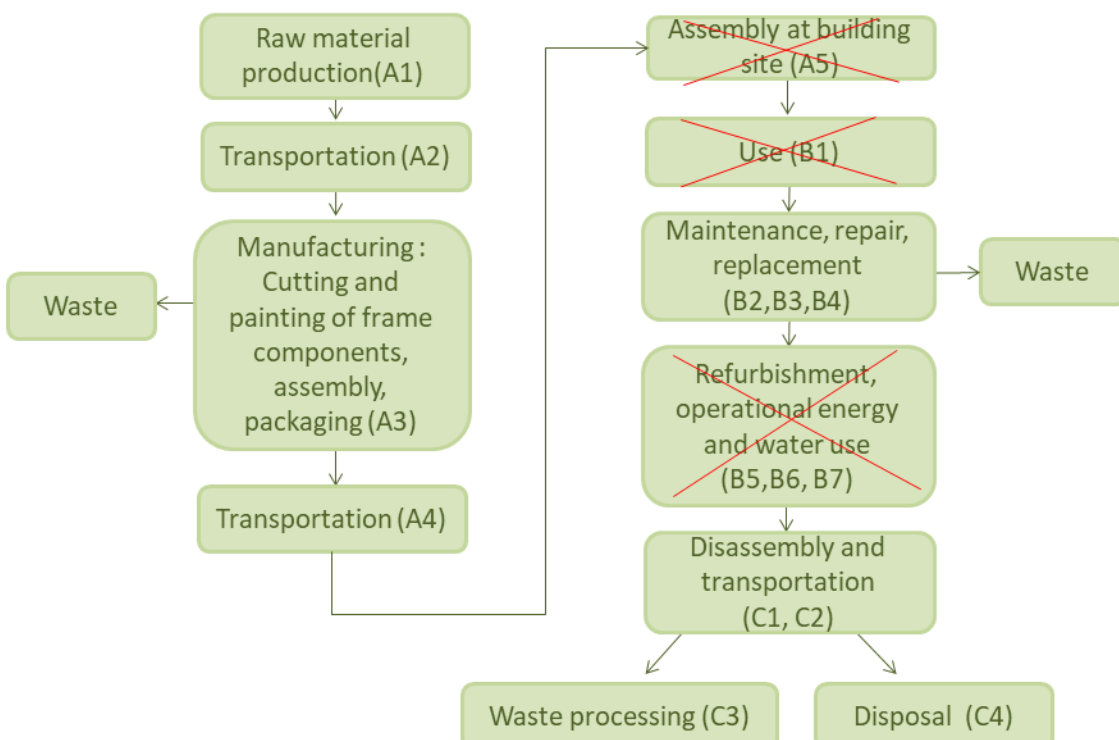 Raw material
production(A1)
Transportation (A2)
Manufacturing :
Cutting and
painting of frame
components,
assembly,
packaging (A3)
Waste
Transportation (A4)
Assembly at building
site (A5)
Use (B1)
Maintenance, repair,
replacement
(B2,B3,B4)
Waste
Refurbishment,
operational energy
and water use
(B5,B6, B7)
Disassembly and
transportation
(C1, C2)
Waste processing (C3)
Disposal (C4)